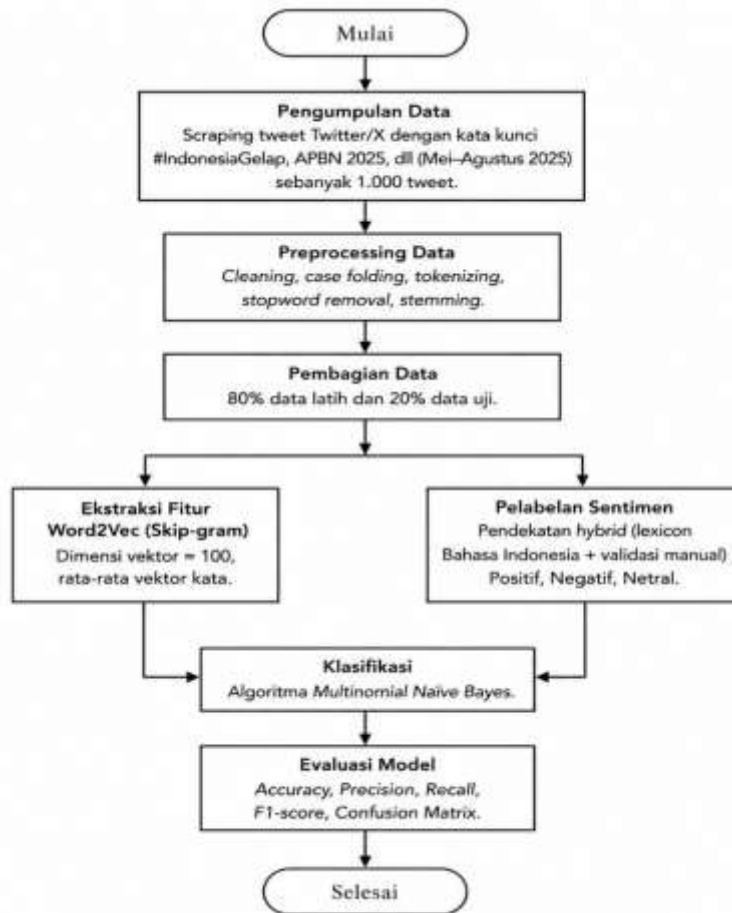 Mulai
Pengumpulan Data
Scraping tweet Twitter/X dengan kata kunci
#IndonesiaGelap, APBN 2025, dll (Mei–Agustus 2025)
sebanyak 1.000 tweet.
Preprocessing Data
Cleaning, case folding, tokenizing,
stopword removal, stemming.
Pembagian Data
80% data latih dan 20% data uji.
Ekstraksi Fitur
Word2Vec (Skip-gram)
Dimensi vektor = 100,
rata-rata vektor kata.
Pelabelan Sentimen
Pendekatan hybrid (lexicon
Bahasa Indonesia + validasi manual)
Positif, Negatif, Netral.
Klasifikasi
Algoritma Multinomial Naïve Bayes.
Evaluasi Model
Accuracy, Precision, Recall,
F1-score, Confusion Matrix.
Selesai